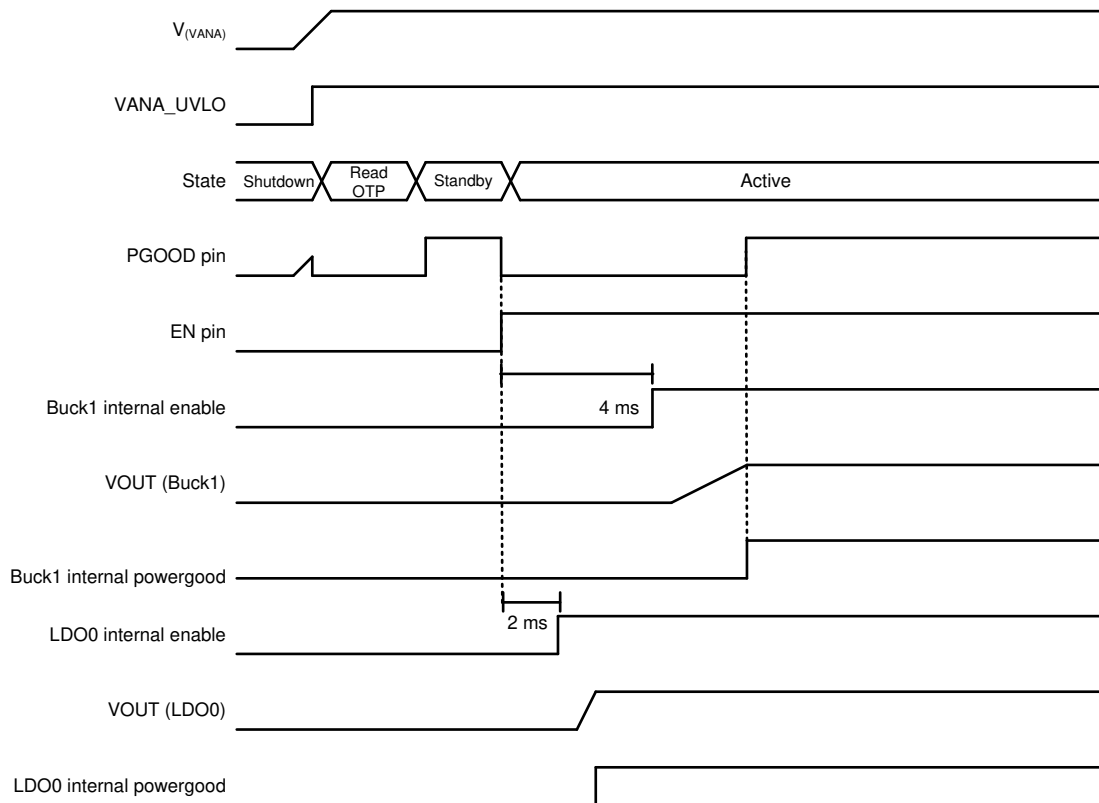 V(VANA)
VANA_UVLO
State Shutdown Read OTP Standby Active
PGOOD pin
EN pin
Buck1 internal enable 4 ms
VOUT (Buck1)
Buck1 internal powergood
2 ms
LDO0 internal enable
VOUT (LDO0)
LDO0 internal powergood